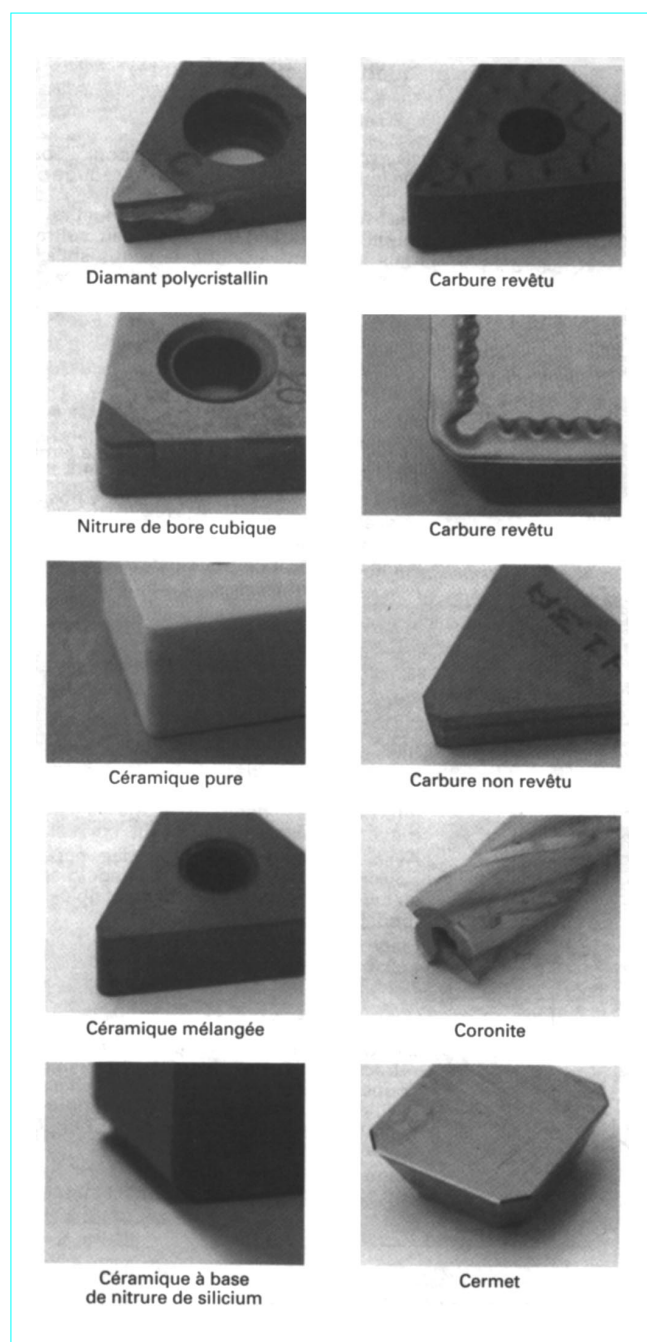 Diamant polycristallin
Carbure revêtu
Nitrure de bore cubique
Carbure revêtu
H13A
Céramique pure
Carbure non revêtu
Céramique mélangée
Coronite
Céramique à base
de nitrure de silicium
Cermet